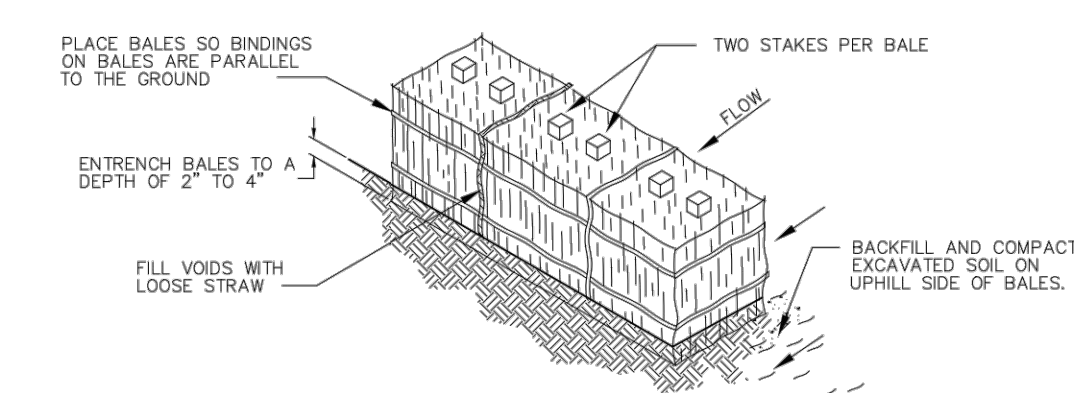 PLACE BALES SO BINDINGS
ON BALES ARE PARALLEL
TO THE GROUND
TWO STAKES PER BALE
FLOW
ENTRENCH BALES TO A
DEPTH OF 2" TO 4"
FILL VOIDS WITH
LOOSE STRAW
BACKFILL AND COMPACT
EXCAVATED SOIL ON
UPHILL SIDE OF BALES.